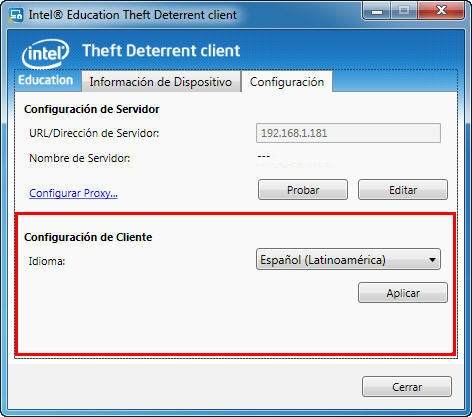 Intel® Education Theft Deterrent client
intel
Education
Theft Deterrent client
Información de Dispositivo
Configuración
Configuración de Servidor
URL/Dirección de Servidor:
192.168.1.181
Nombre de Servidor:
---
Configurar Proxy...
Probar
Editar
Configuración de Cliente
Idioma:
Español (Latinoamérica)
Aplicar
Cerrar